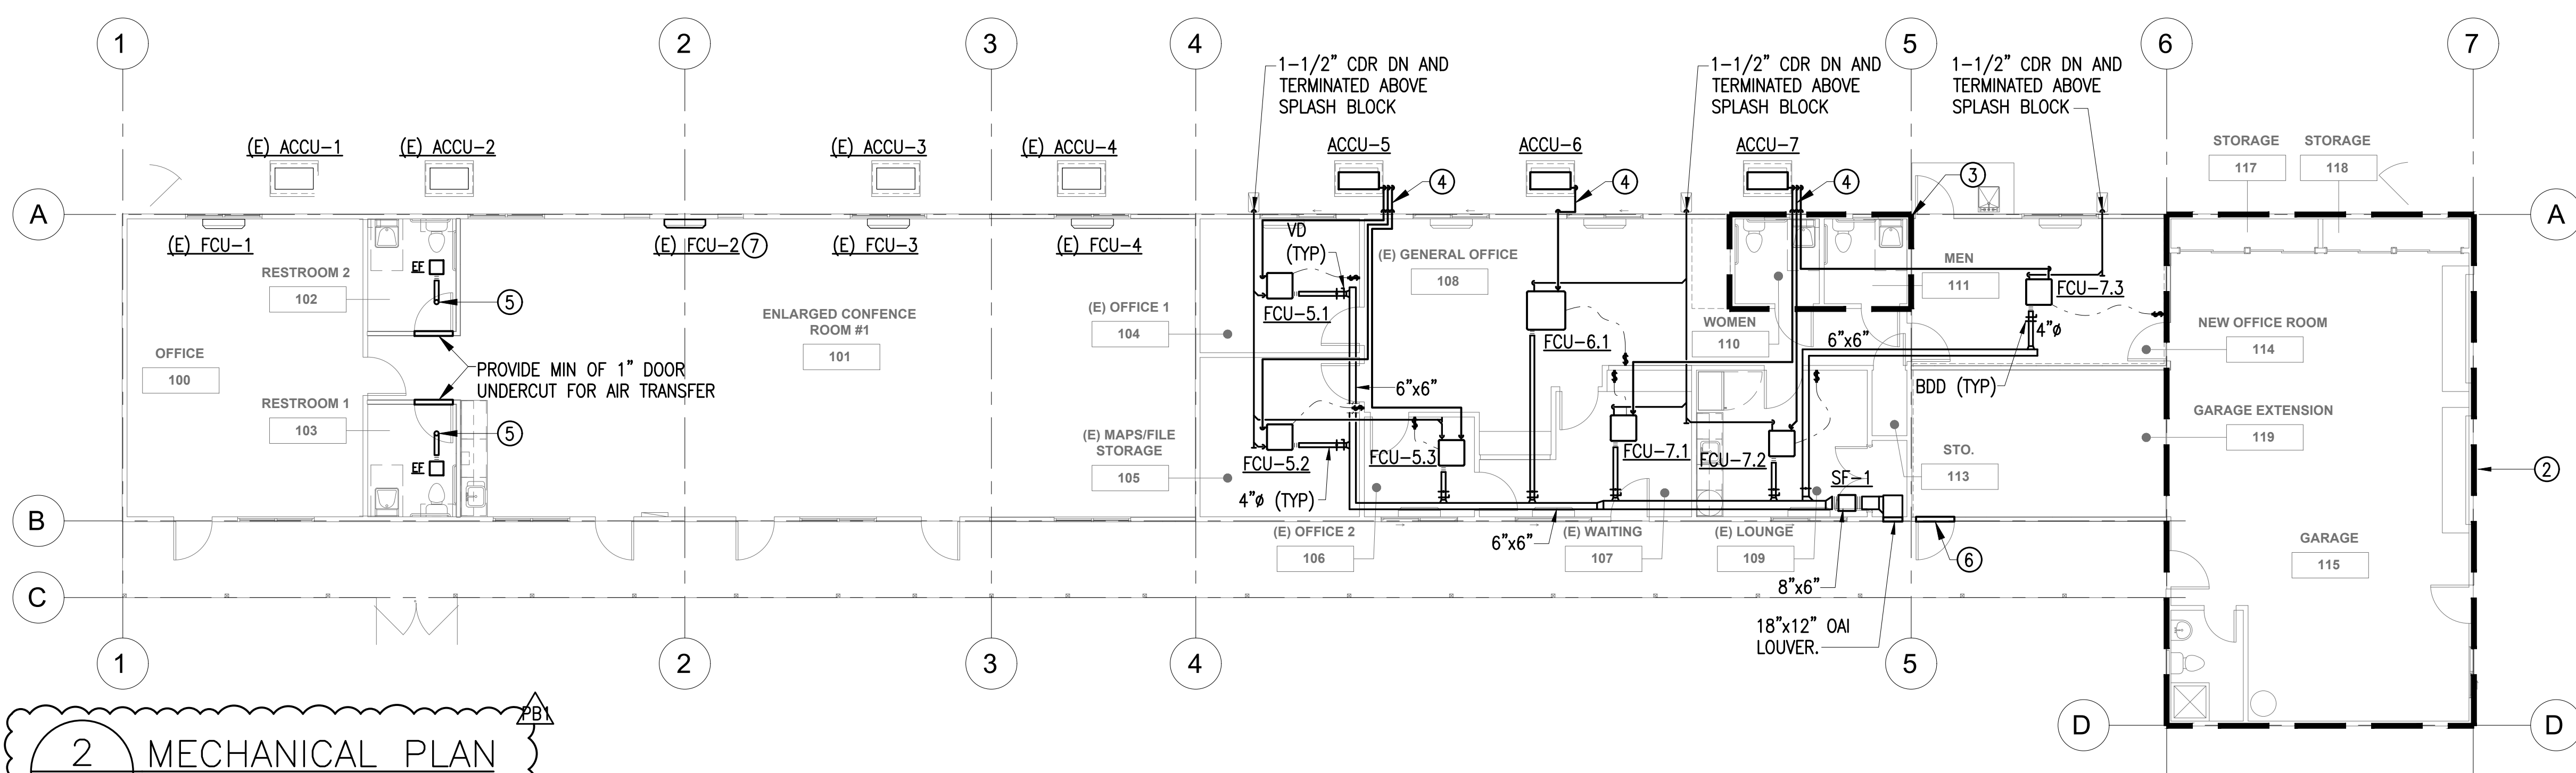 1
2
3
4
5
6
7
1-1/2" CDR DN AND
TERMINATED ABOVE
SPLASH BLOCK
1-1/2" CDR DN AND
TERMINATED ABOVE
SPLASH BLOCK
1-1/2" CDR DN AND
TERMINATED ABOVE
SPLASH BLOCK
(E) ACCU-1
(E) ACCU-2
(E) ACCU-3
(E) ACCU-4
ACCU-5
ACCU-6
ACCU-7
STORAGE
117
STORAGE
118
4
4
4
3
A
A
(E) FCU-1
(E) FCU-2
7
(E) FCU-3
(E) FCU-4
VD
(TYP)
(E) GENERAL OFFICE
108
MEN
111
RESTROOM 2
102
EF
5
FCU-5.1
FCU-6.1
FCU-7.3
(E) OFFICE 1
104
ENLARGED CONFENCE
ROOM #1
101
WOMEN
110
6"x6"
4"ø
NEW OFFICE ROOM
114
OFFICE
100
PROVIDE MIN OF 1" DOOR
UNDERCUT FOR AIR TRANSFER
6"x6"
BDD (TYP)
RESTROOM 1
103
5
EF
GARAGE EXTENSION
119
(E) MAPS/FILE
STORAGE
105
FCU-5.2
FCU-5.3
FCU-7.1
FCU-7.2
SF-1
STO.
113
2
4"ø (TYP)
B
B
(E) OFFICE 2
106
6"x6"
(E) WAITING
107
(E) LOUNGE
109
6
GARAGE
115
8"x6"
C
18"x12" OAI
LOUVER.
1
2
3
4
5
D
D
PB1
2
MECHANICAL PLAN